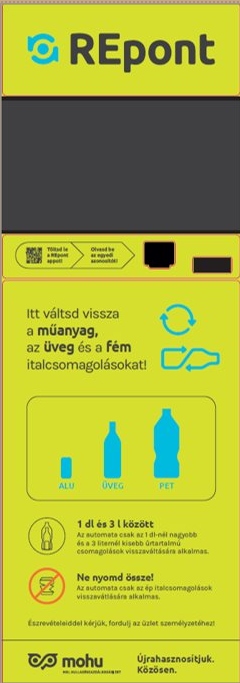 REpont
Töltsd le
a REpont
appot!
Olvasd be
az egyedi
azonosítót!
Itt váltsd vissza
a műanyag,
az üveg és a fém
italcsomagolásokat!
ALU ÜVEG PET
1 dl és 3 l között
Az automata csak az 1 dl-nél nagyobb
és a 3 liternél kisebb űrtartalmú
csomagolások visszaváltására alkalmas.
Ne nyomd össze!
Az automata csak az ép italcsomagolások
visszaváltására alkalmas.
Észrevételeiddel kérjük, fordulj az üzlet személyzetéhez!
mohu
Újrahasznosítjuk.
Közösen.